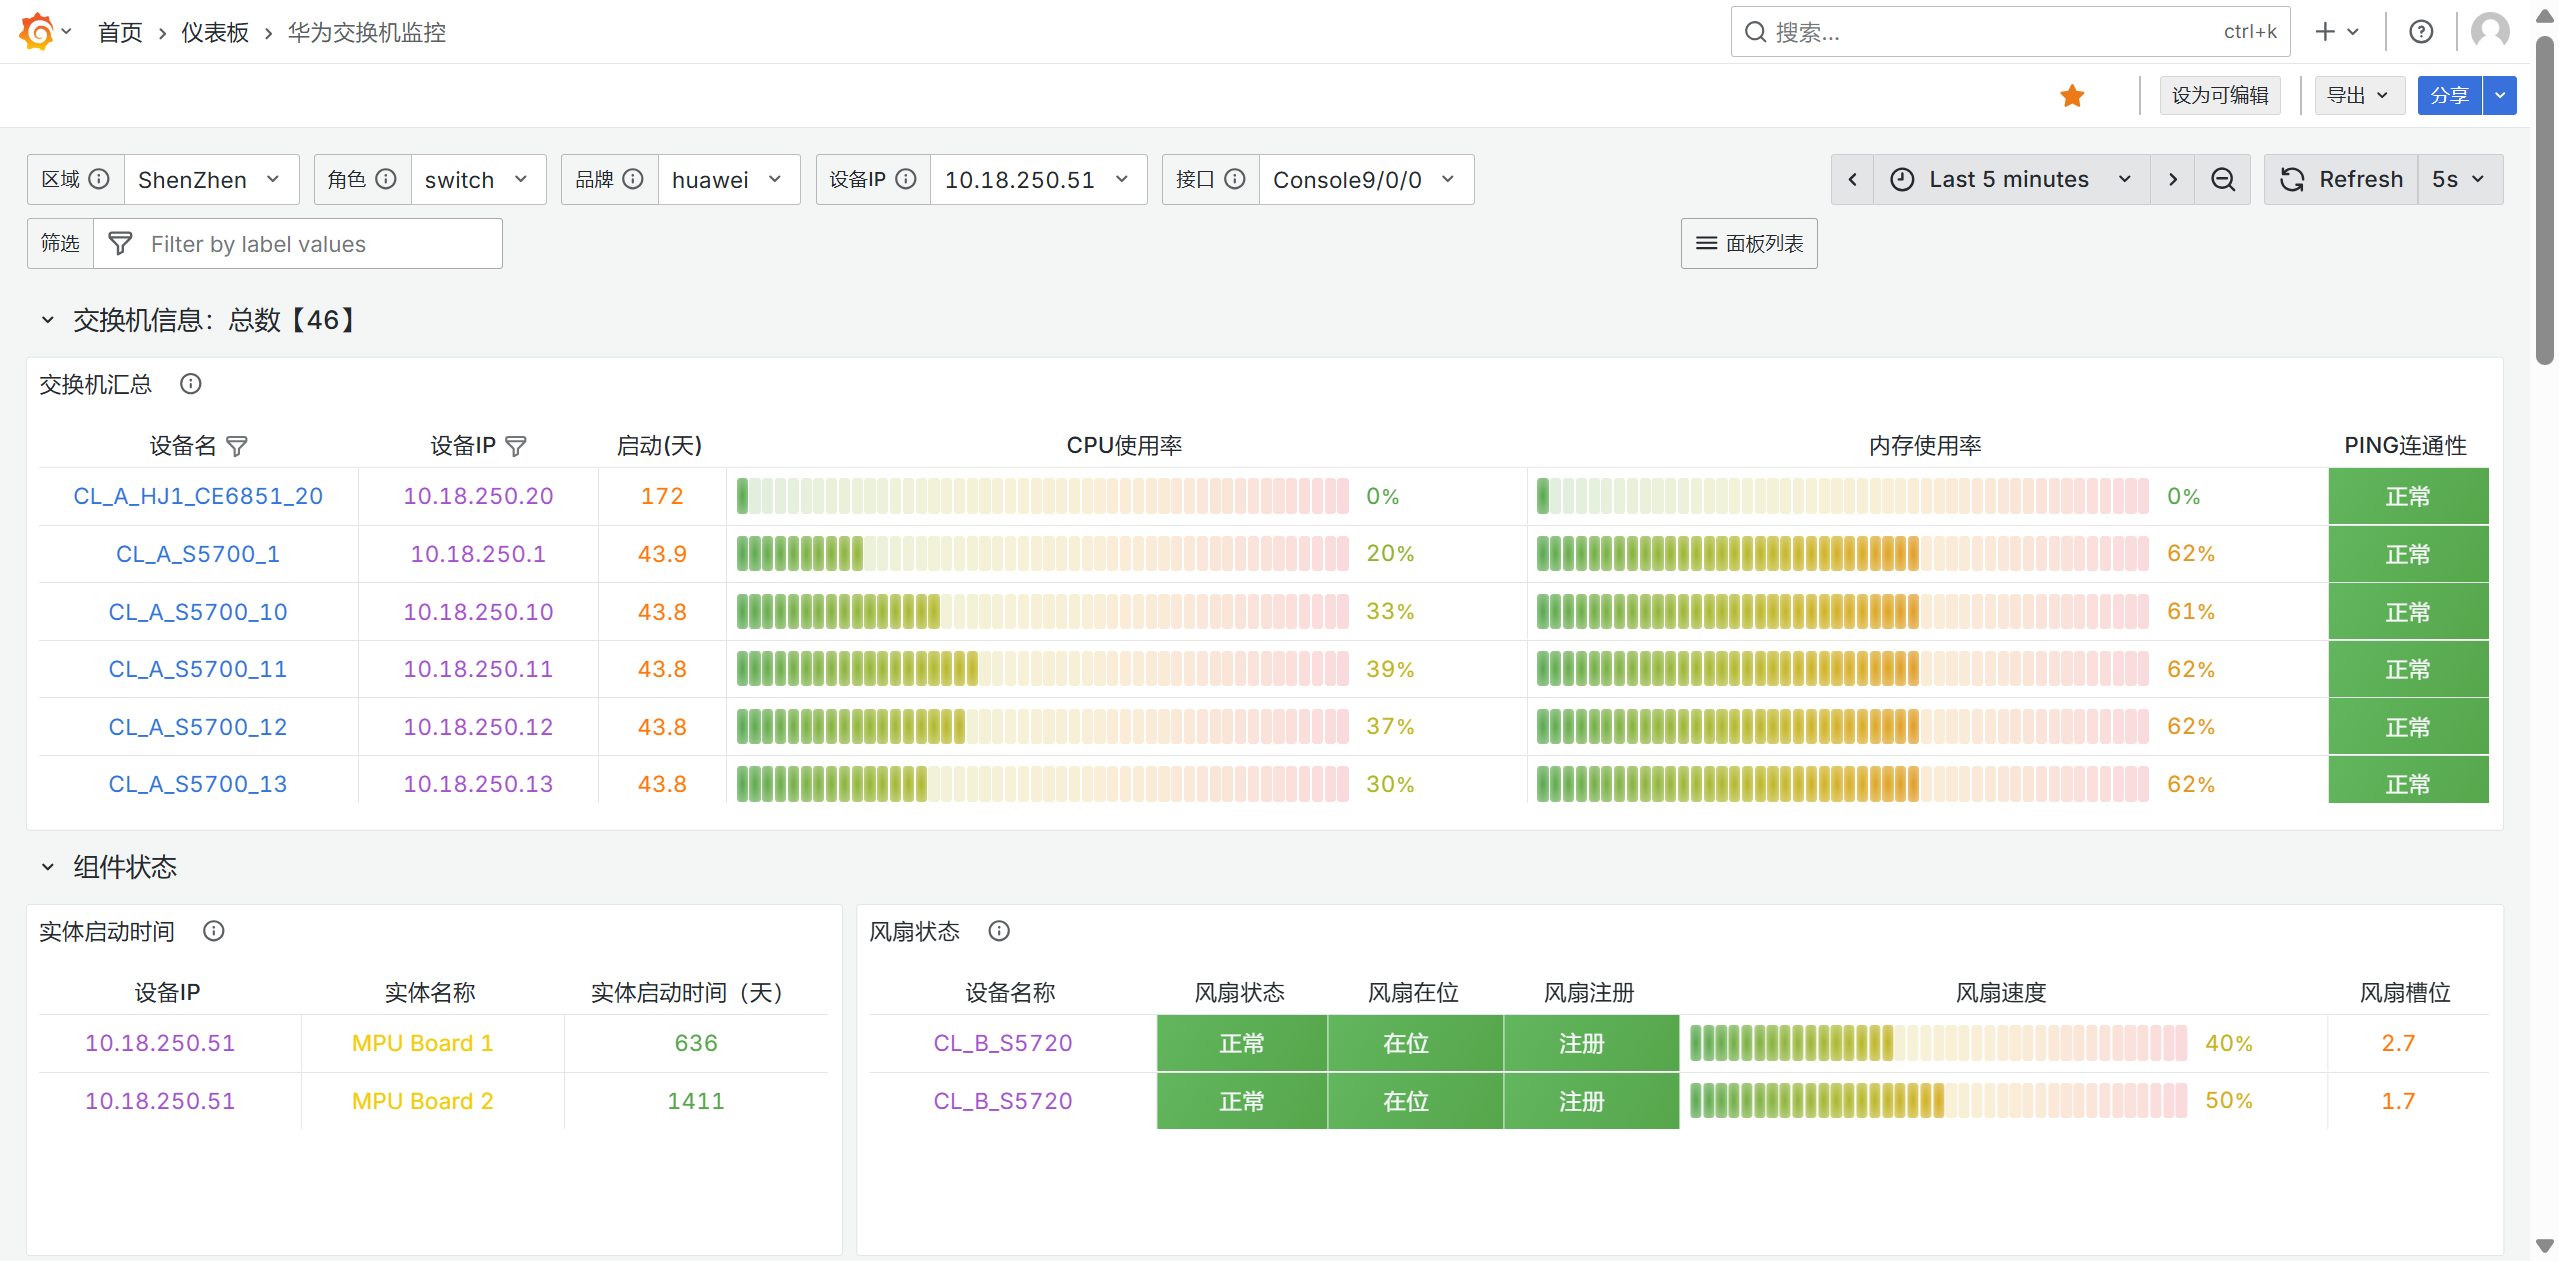 首页 › 仪表板 › 华为交换机监控
搜索... ctrl+k
设为可编辑 导出 分享
区域 ShenZhen 角色 switch 品牌 huawei 设备IP 10.18.250.51 接口 Console9/0/0 Last 5 minutes Refresh 5s
筛选 Filter by label values 面板列表
交换机信息：总数【46】
交换机汇总
设备名 设备IP 启动(天) CPU使用率 内存使用率 PING连通性
CL_A_HJ1_CE6851_20 10.18.250.20 172 0% 0% 正常
CL_A_S5700_1 10.18.250.1 43.9 20% 62% 正常
CL_A_S5700_10 10.18.250.10 43.8 33% 61% 正常
CL_A_S5700_11 10.18.250.11 43.8 39% 62% 正常
CL_A_S5700_12 10.18.250.12 43.8 37% 62% 正常
CL_A_S5700_13 10.18.250.13 43.8 30% 62% 正常
组件状态
实体启动时间
设备IP 实体名称 实体启动时间（天）
10.18.250.51 MPU Board 1 636
10.18.250.51 MPU Board 2 1411
风扇状态
设备名称 风扇状态 风扇在位 风扇注册 风扇速度 风扇槽位
CL_B_S5720 正常 在位 注册 40% 2.7
CL_B_S5720 正常 在位 注册 50% 1.7